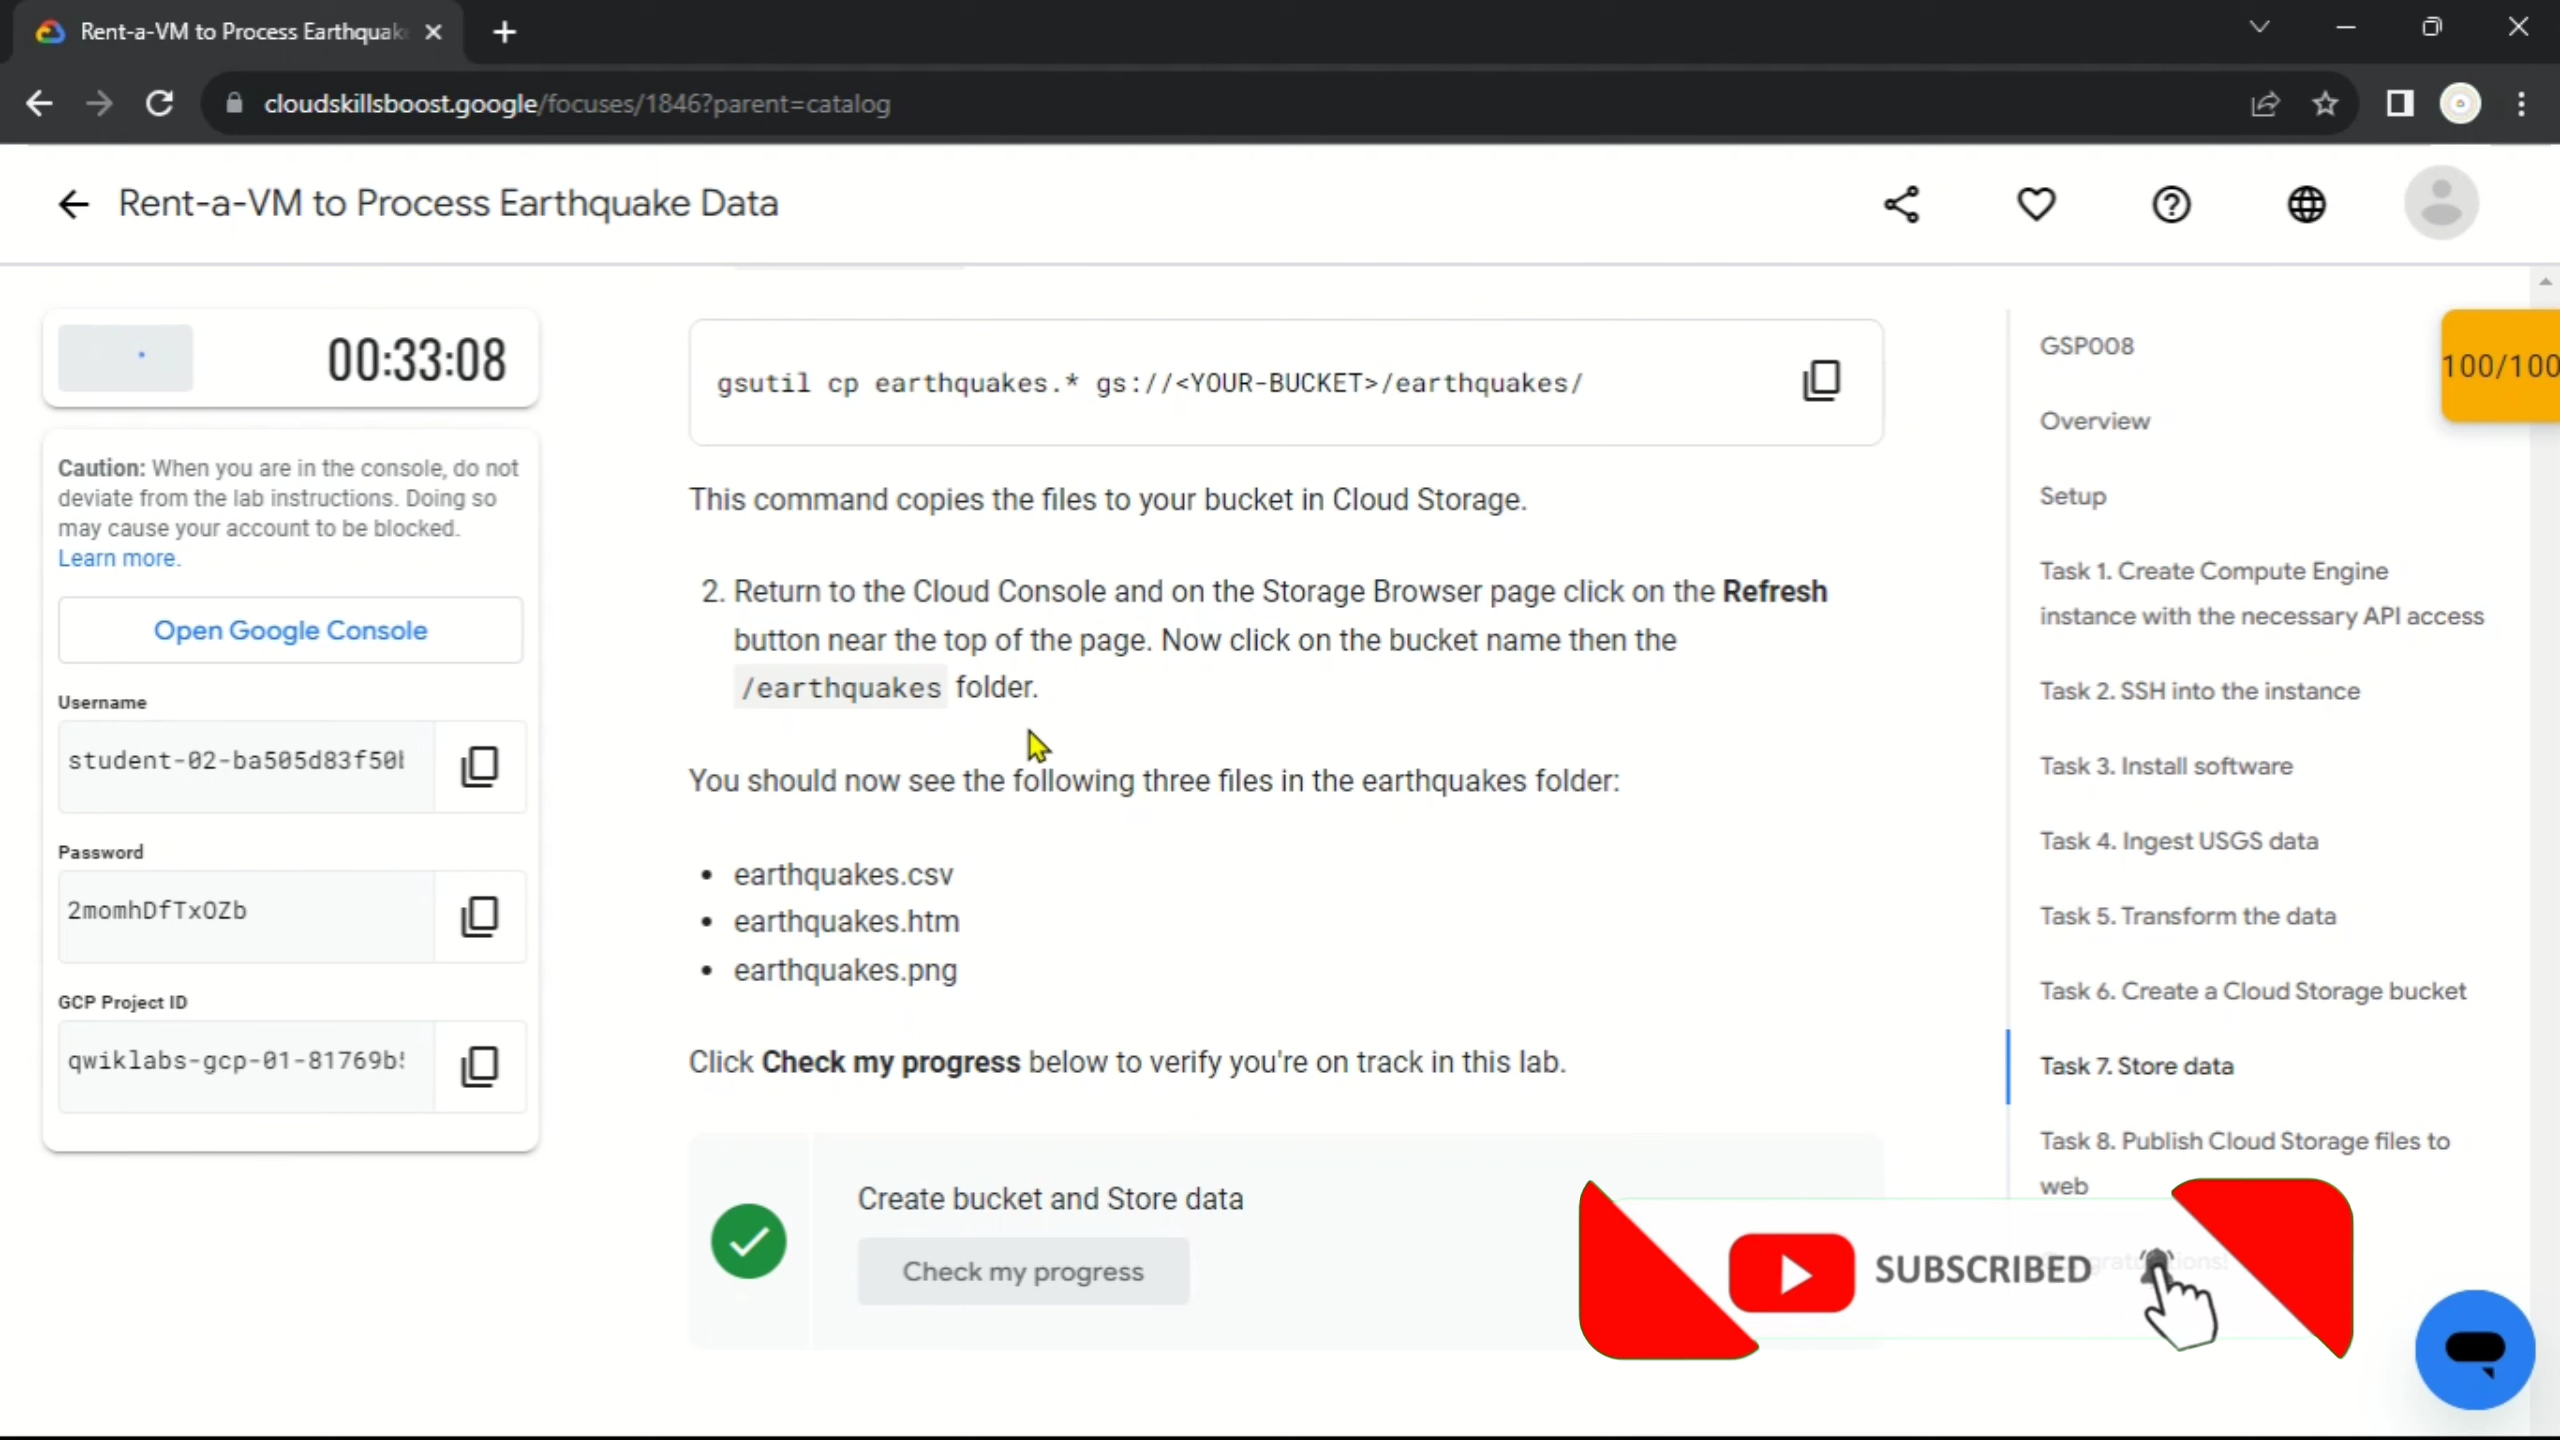 Rent-a-VM to Process Earthquak
cloudskillsboost.google/focuses/1846?parent=catalog
Rent-a-VM to Process Earthquake Data
00:33:08
Caution: When you are in the console, do not
deviate from the lab instructions. Doing so
may cause your account to be blocked.
Learn more.
Open Google Console
Username
student-02-ba505d83f50
Password
2momhDfTxOZb
GCP Project ID
qwiklabs-gcp-01-81769b
gsutil cp earthquakes.* gs://<YOUR-BUCKET>/earthquakes/
This command copies the files to your bucket in Cloud Storage.
2. Return to the Cloud Console and on the Storage Browser page click on the Refresh
button near the top of the page. Now click on the bucket name then the
/earthquakes folder.
You should now see the following three files in the earthquakes folder:
• earthquakes.csv
• earthquakes.htm
• earthquakes.png
Click Check my progress below to verify you're on track in this lab.
Create bucket and Store data
Check my progress
GSP008
Overview
Setup
Task 1. Create Compute Engine
instance with the necessary API access
Task 2. SSH into the instance
Task 3. Install software
Task 4. Ingest USGS data
Task 5. Transform the data
Task 6. Create a Cloud Storage bucket
Task 7. Store data
Task 8. Publish Cloud Storage files to
web
100/100
SUBSCRIBED